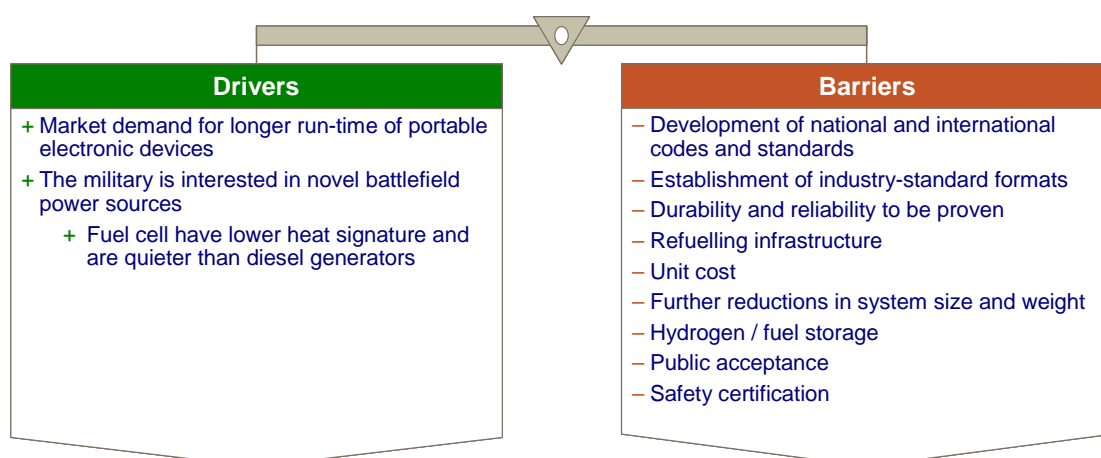 Drivers
+ Market demand for longer run-time of portable
electronic devices
+ The military is interested in novel battlefield
power sources
+ Fuel cell have lower heat signature and
are quieter than diesel generators
Barriers
– Development of national and international
codes and standards
– Establishment of industry-standard formats
– Durability and reliability to be proven
– Refuelling infrastructure
– Unit cost
– Further reductions in system size and weight
– Hydrogen / fuel storage
– Public acceptance
– Safety certification